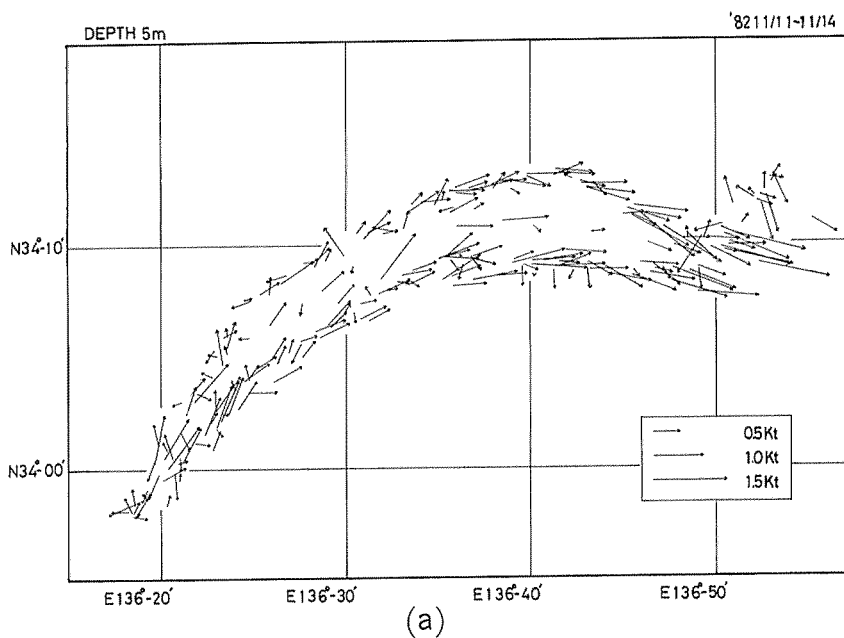 DEPTH 5m
'8211/11~11/14
N34°-10'
N34°-00'
0.5Kt
1.0Kt
1.5Kt
E136°-20'
E136°-30'
E136°-40'
E136°-50'
(a)